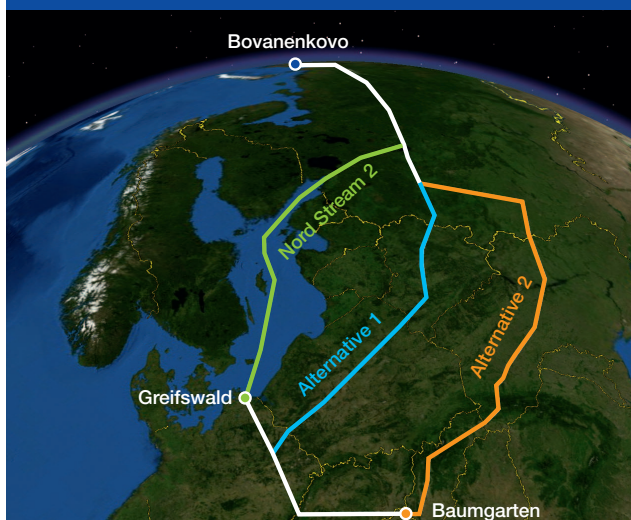 Bovanenkovo
Nord Stream 2
Alternative 1
Alternative 2
Greifswald
Baumgarten